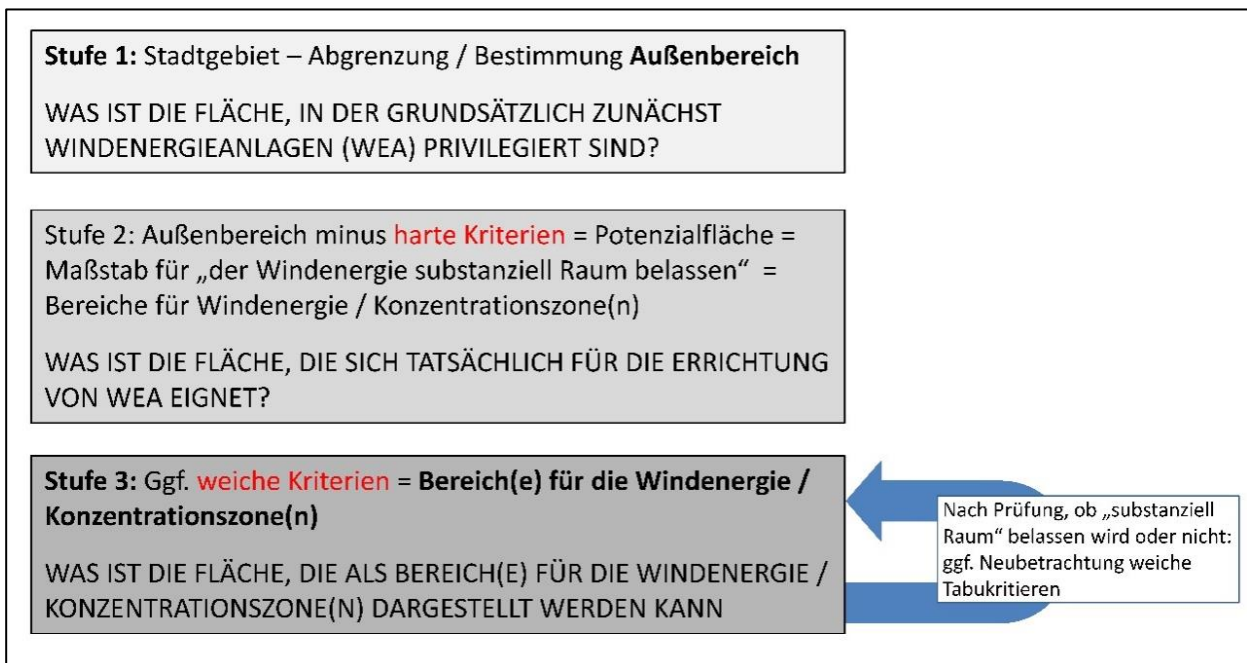 Stufe 1: Stadtgebiet – Abgrenzung / Bestimmung Außenbereich
WAS IST DIE FLÄCHE, IN DER GRUNDSÄTZLICH ZUNÄCHST
WINDENERGIEANLAGEN (WEA) PRIVILEGIERT SIND?
Stufe 2: Außenbereich minus harte Kriterien = Potenzialfläche =
Maßstab für „der Windenergie substanziell Raum belassen“ =
Bereiche für Windenergie / Konzentrationszone(n)
WAS IST DIE FLÄCHE, DIE SICH TATSÄCHLICH FÜR DIE ERRICHTUNG
VON WEA EIGNET?
Stufe 3: Ggf. weiche Kriterien = Bereich(e) für die Windenergie /
Konzentrationszone(n)
WAS IST DIE FLÄCHE, DIE ALS BEREICH(E) FÜR DIE WINDENERGIE /
KONZENTRATIONSZONE(N) DARGESTELLT WERDEN KANN
Nach Prüfung, ob „substanziell
Raum“ belassen wird oder nicht:
ggf. Neubetrachtung weiche
Tabukritieren